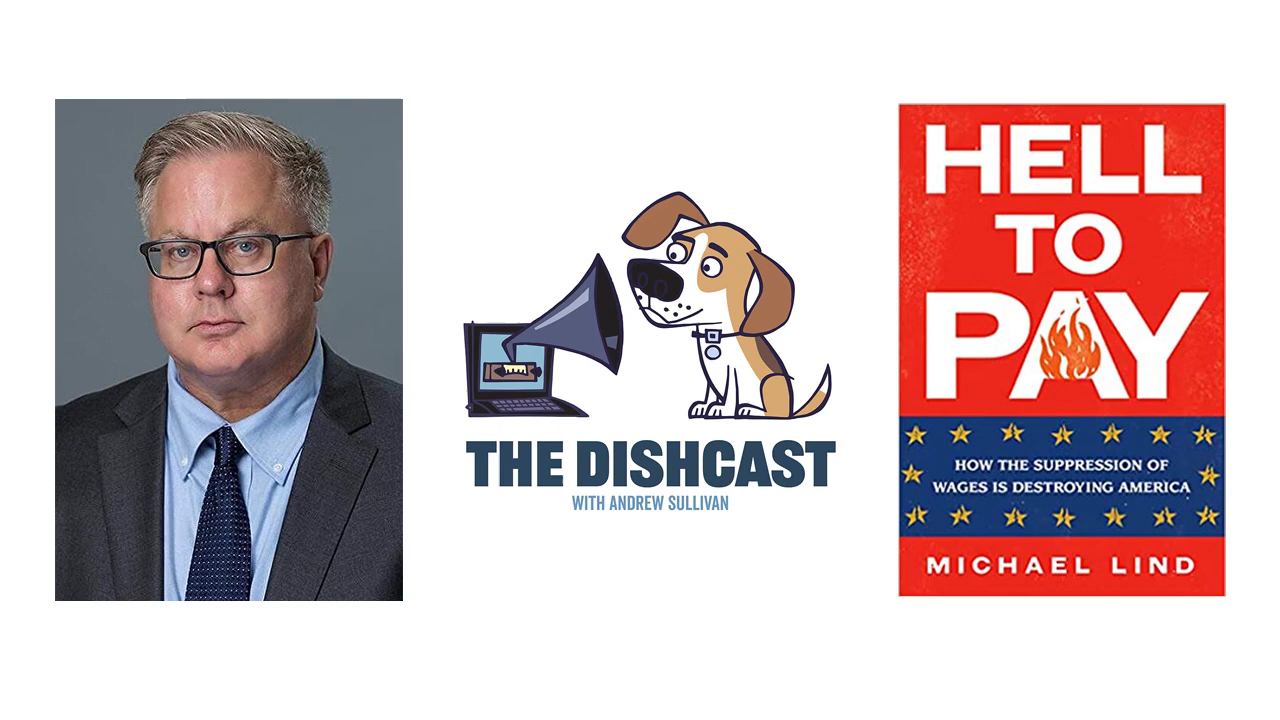 THE DISHCAST
WITH ANDREW SULLIVAN
HELL
TO
PAY
HOW THE SUPPRESSION OF
WAGES IS DESTROYING AMERICA
MICHAEL LIND